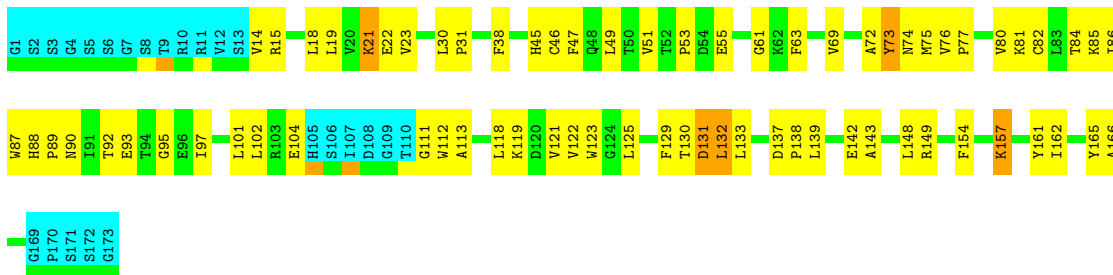 G1 S2 S3 G4 S5 S6 G7 S8 T9 R10 R11 V12 S13 V14 R15 L18 L19 V20 K21 E22 V23 L30 P31 F38 H45 C46 F47 Q48 L49 T50 V51 T52 P53 D54 E55 G61 K62 F63 V69 A72 Y73 N74 M75 V76 P77 V80 K81 C82 L83 T84 K85 I86
W87 H88 P89 N90 I91 T92 E93 T94 G95 E96 I97 L101 L102 R103 E104 H105 S106 I107 D108 G109 T110 G111 W112 A113 L118 K119 D120 V121 V122 W123 G124 L125 F129 T130 D131 L132 L133 D137 P138 L139 E142 A143 L148 R149 F154 K157 Y161 I162 Y165 A166
G169 P170 S171 S172 G173